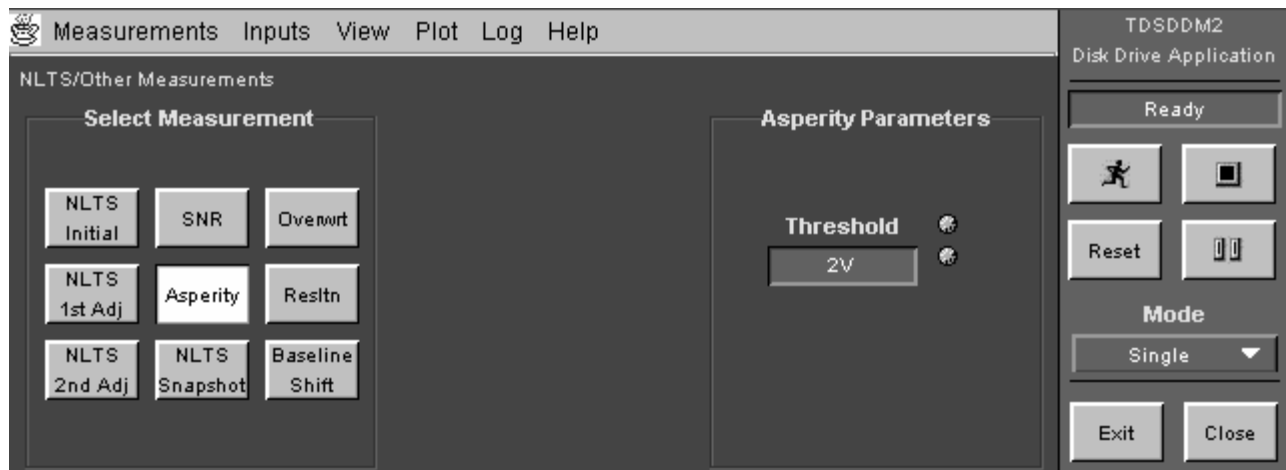 Measurements Inputs View Plot Log Help
NLTS/Other Measurements
Select Measurement
NLTS Initial
SNR
Overwrt
NLTS 1st Adj
Asperity
Resltn
NLTS 2nd Adj
NLTS Snapshot
Baseline Shift
Asperity Parameters
Threshold
2V
TDSDDM2
Disk Drive Application
Ready
Reset
Mode
Single
Exit
Close